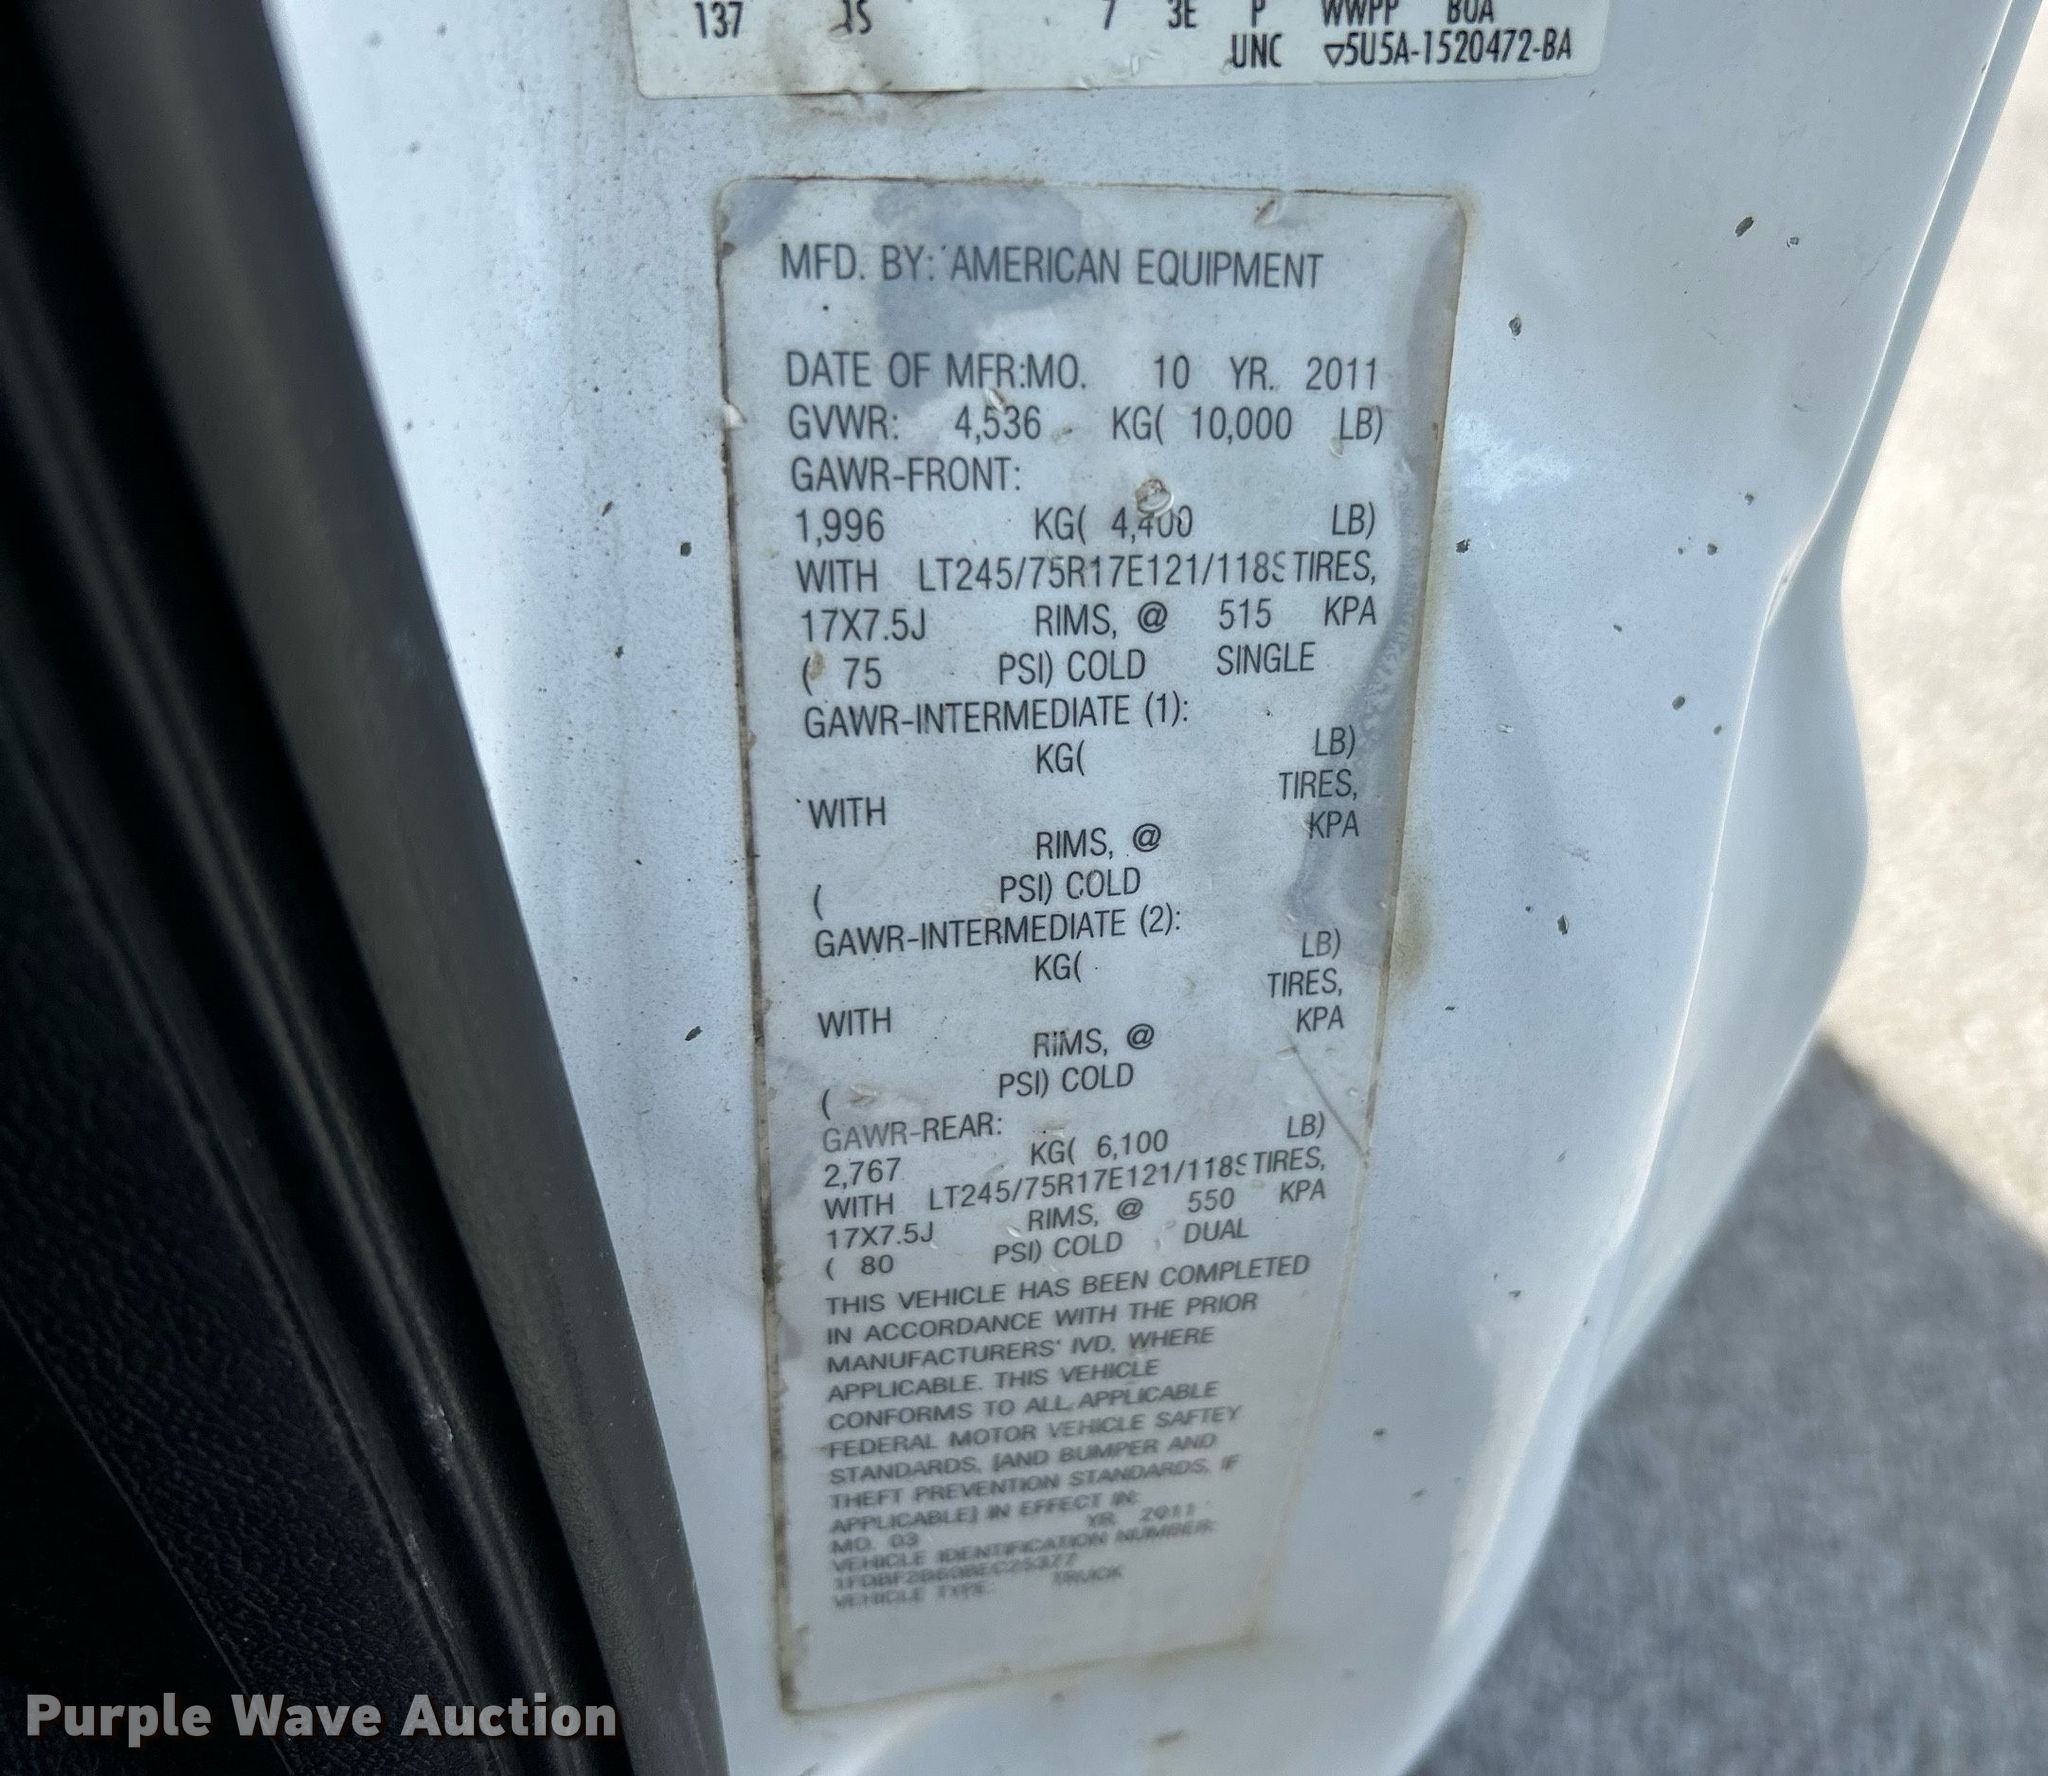 137 15 7 3E P WWPP BUA
UNC ▽5U5A-1520472-BA
MFD. BY: AMERICAN EQUIPMENT
DATE OF MFR:MO. 10 YR. 2011
GVWR: 4,536 KG( 10,000 LB)
GAWR-FRONT:
1,996 KG( 4,400 LB)
WITH LT245/75R17E121/118S TIRES,
17X7.5J RIMS, @ 515 KPA
( 75 PSI) COLD SINGLE
GAWR-INTERMEDIATE (1):
KG( LB)
WITH TIRES,
RIMS, @ KPA
( PSI) COLD
GAWR-INTERMEDIATE (2):
KG( LB)
WITH TIRES,
RIMS, @ KPA
( PSI) COLD
GAWR-REAR:
2,767 KG( 6,100 LB)
WITH LT245/75R17E121/118S TIRES,
17X7.5J RIMS, @ 550 KPA
( 80 PSI) COLD DUAL
THIS VEHICLE HAS BEEN COMPLETED
IN ACCORDANCE WITH THE PRIOR
MANUFACTURERS' IVD, WHERE
APPLICABLE. THIS VEHICLE
CONFORMS TO ALL APPLICABLE
FEDERAL MOTOR VEHICLE SAFTEY
STANDARDS, [AND BUMPER AND
THEFT PREVENTION STANDARDS, IF
APPLICABLE] IN EFFECT IN:
MO. 03 YR. 2011
VEHICLE IDENTIFICATION NUMBER:
VEHICLE TYPE: TRUCK
Purple Wave Auction